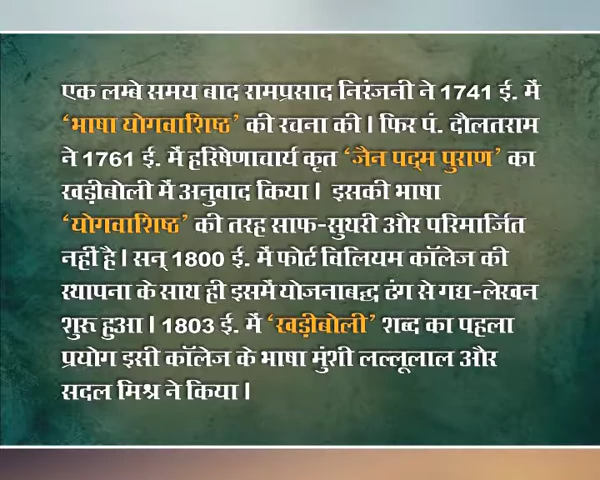 एक लम्बे समय बाद रामप्रसाद निरंजनी ने 1741 ई. में
‘भाषा योगवाशिष्ठ’ की रचना की। फिर पं. दौलतराम
ने 1761 ई. में हरिषेणाचार्य कृत ‘जैन पद्म पुराण’ का
खड़ीबोली में अनुवाद किया। इसकी भाषा
‘योगवाशिष्ठ’ की तरह साफ-सुथरी और परिमार्जित
नहीं है। सन् 1800 ई. में फोर्ट विलियम कॉलेज की
स्थापना के साथ ही इसमें योजनाबद्ध ढंग से गद्य-लेखन
शुरू हुआ। 1803 ई. में ‘खड़ीबोली’ शब्द का पहला
प्रयोग इसी कॉलेज के भाषा मुंशी लल्लूलाल और
सदल मिश्र ने किया।